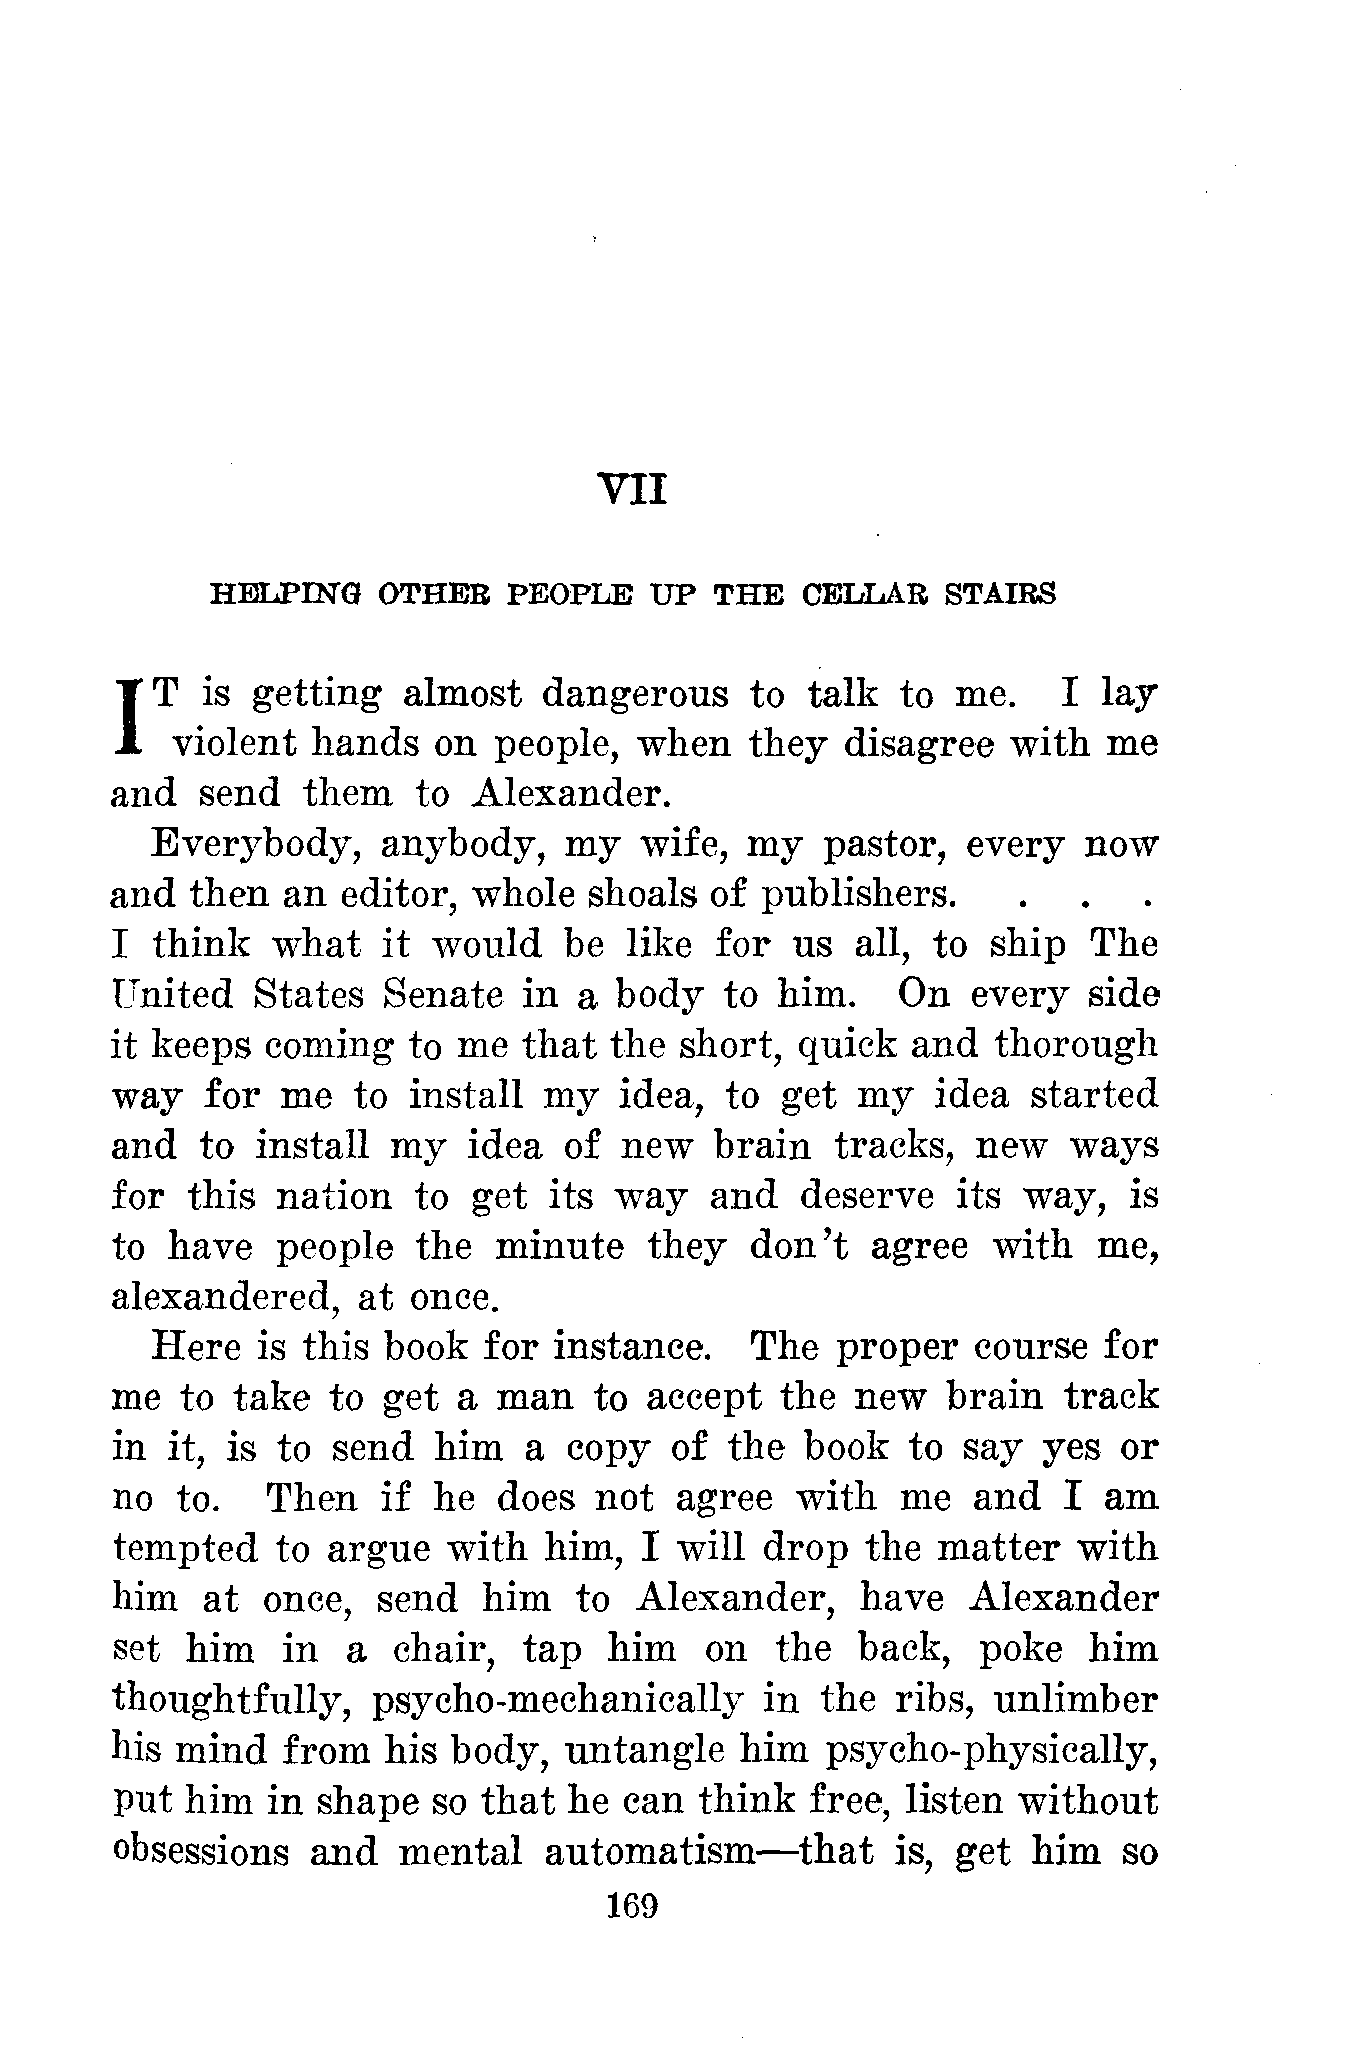 VII
HELPING OTHER PEOPLE UP THE CELLAR STAIRS
IT is getting almost dangerous to talk to me. I lay
violent hands on people, when they disagree with me
and send them to Alexander.
Everybody, anybody, my wife, my pastor, every now
and then an editor, whole shoals of publishers. . . .
I think what it would be like for us all, to ship The
United States Senate in a body to him. On every side
it keeps coming to me that the short, quick and thorough
way for me to install my idea, to get my idea started
and to install my idea of new brain tracks, new ways
for this nation to get its way and deserve its way, is
to have people the minute they don't agree with me,
alexandered, at once.
Here is this book for instance. The proper course for
me to take to get a man to accept the new brain track
in it, is to send him a copy of the book to say yes or
no to. Then if he does not agree with me and I am
tempted to argue with him, I will drop the matter with
him at once, send him to Alexander, have Alexander
set him in a chair, tap him on the back, poke him
thoughtfully, psycho-mechanically in the ribs, unlimber
his mind from his body, untangle him psycho-physically,
put him in shape so that he can think free, listen without
obsessions and mental automatism—that is, get him so
169